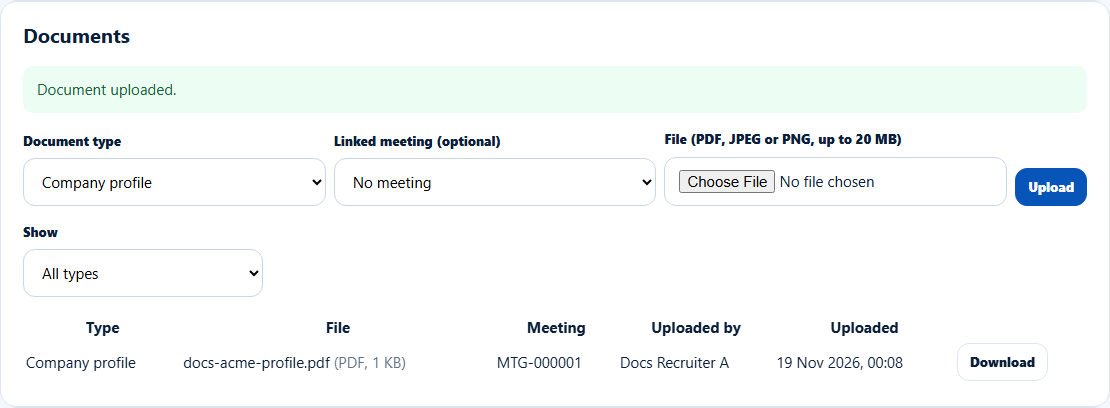 Documents
Document uploaded.
Document type Linked meeting (optional) File (PDF, JPEG or PNG, up to 20 MB)
Company profile No meeting Choose File No file chosen Upload
Show
All types
Type File Meeting Uploaded by Uploaded
Company profile docs-acme-profile.pdf (PDF, 1 KB) MTG-000001 Docs Recruiter A 19 Nov 2026, 00:08 Download